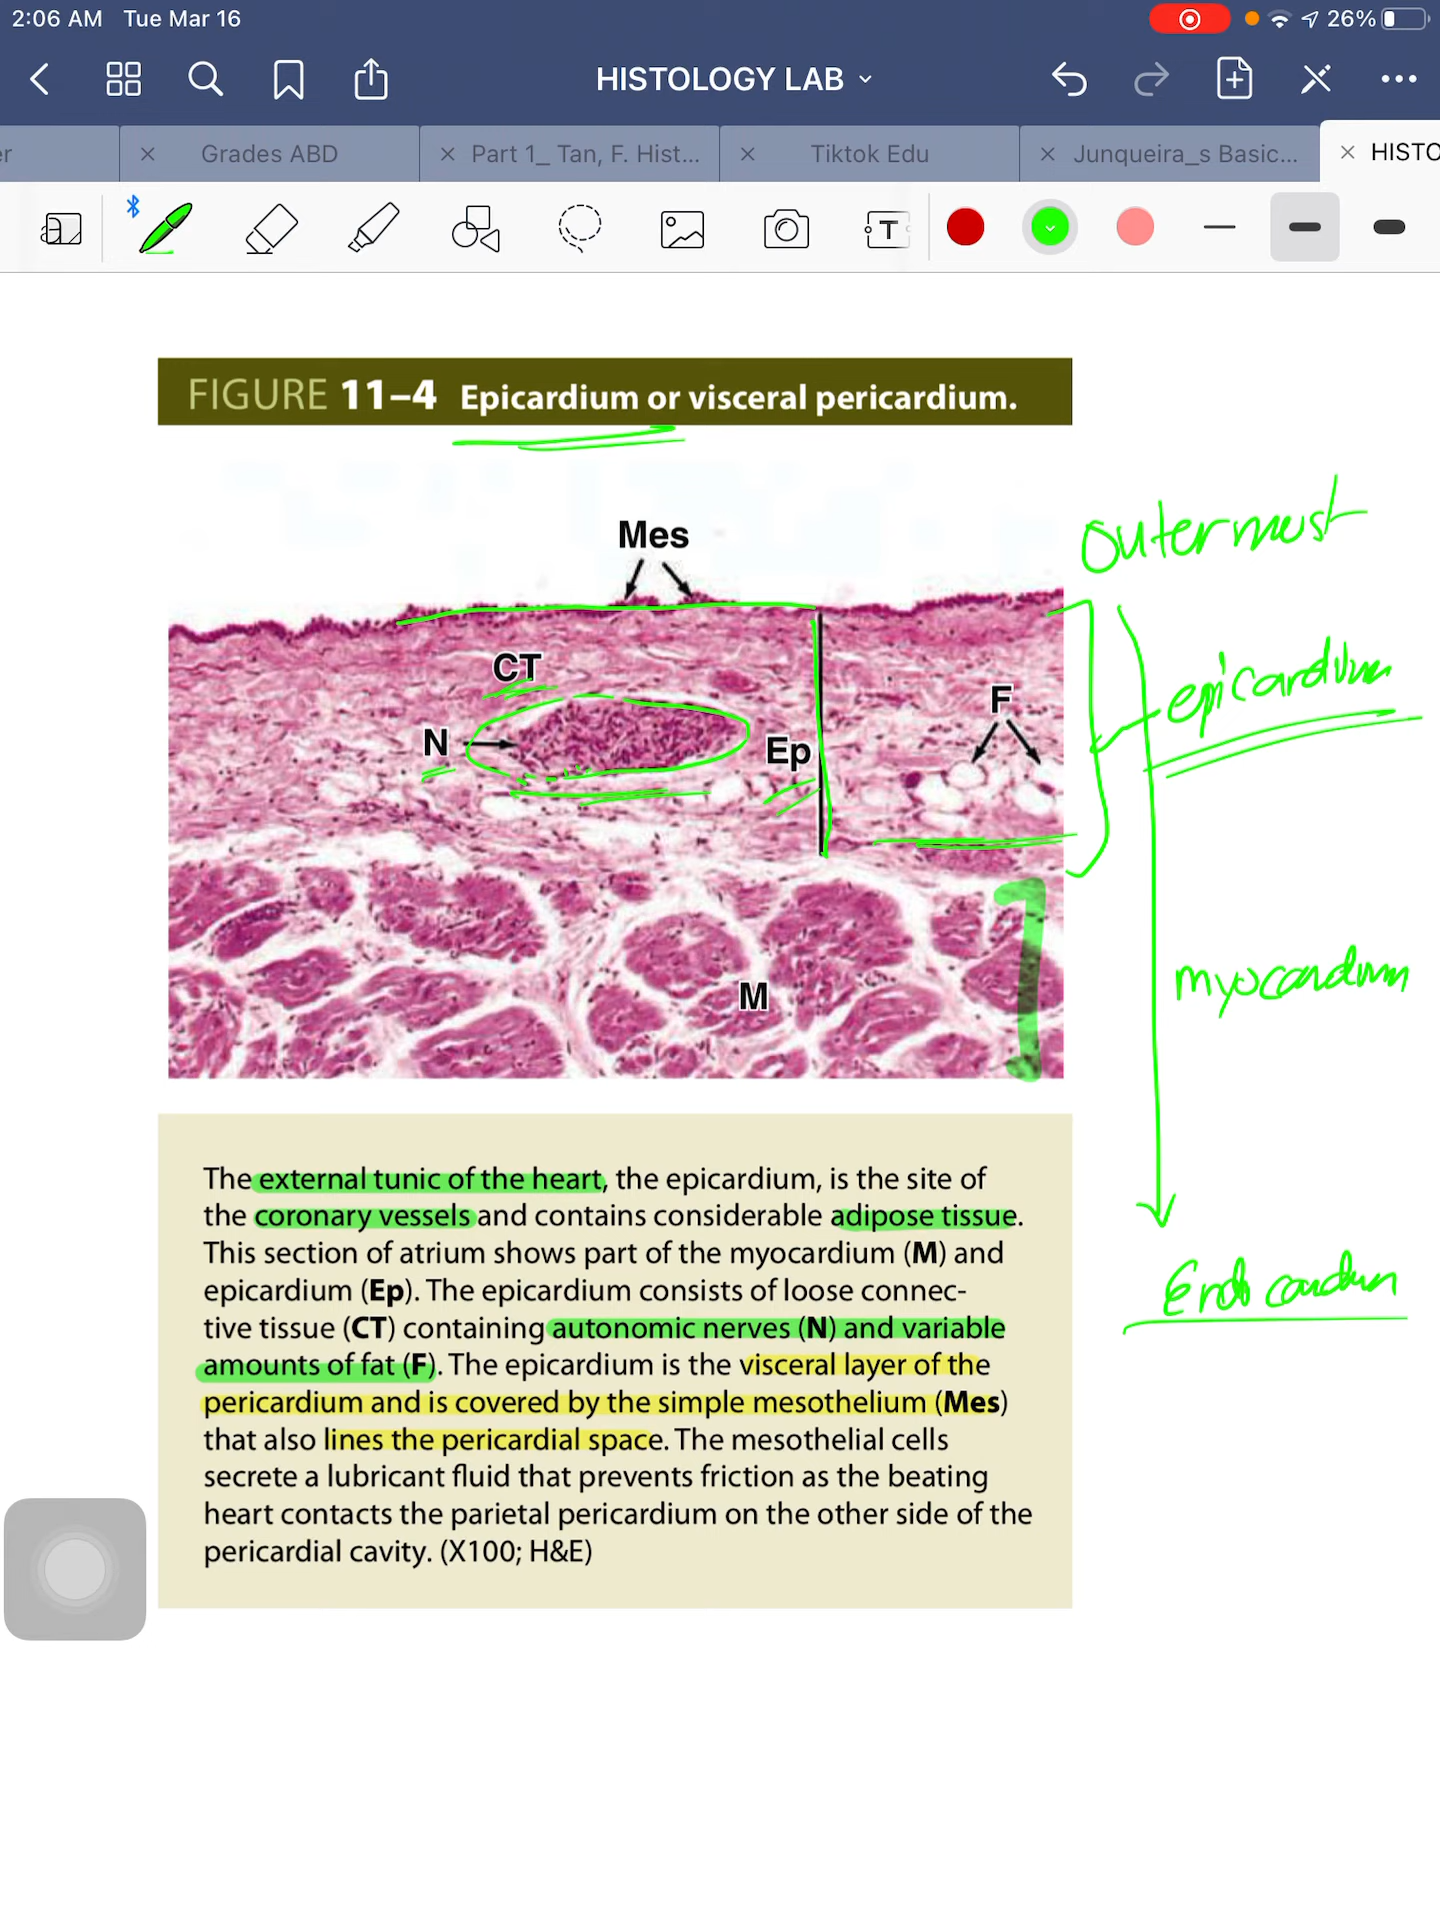 2:06 AM Tue Mar 16
26%
HISTOLOGY LAB
er
Grades ABD
Part 1_ Tan, F. Hist...
Tiktok Edu
Junqueira_s Basic...
HISTO
T
FIGURE 11–4 Epicardium or visceral pericardium.
Mes
outermost
CT
epicardium
F
N
Ep
myocardium
M
Endocardium
The external tunic of the heart, the epicardium, is the site of
the coronary vessels and contains considerable adipose tissue.
This section of atrium shows part of the myocardium (M) and
epicardium (Ep). The epicardium consists of loose connec-
tive tissue (CT) containing autonomic nerves (N) and variable
amounts of fat (F). The epicardium is the visceral layer of the
pericardium and is covered by the simple mesothelium (Mes)
that also lines the pericardial space. The mesothelial cells
secrete a lubricant fluid that prevents friction as the beating
heart contacts the parietal pericardium on the other side of the
pericardial cavity. (X100; H&E)